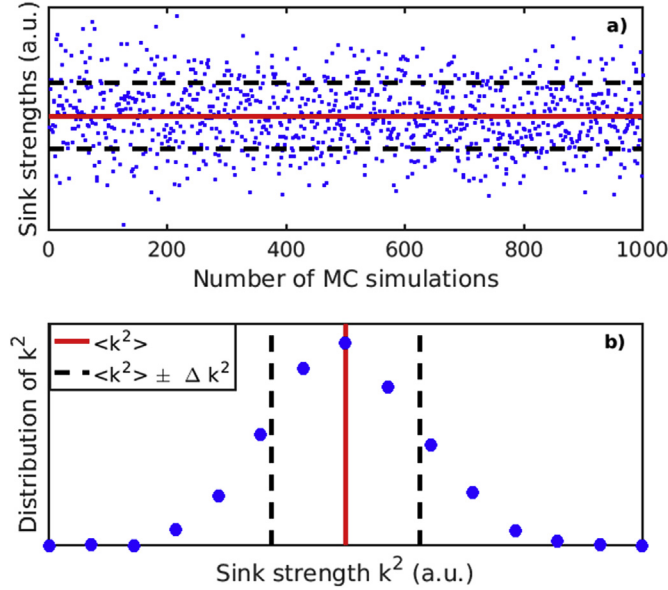 a)
Sink strengths (a.u.)
0 200 400 600 800 1000
Number of MC simulations
b)
<k²>
<k²> ± Δ k²
Distribution of k²
Sink strength k² (a.u.)